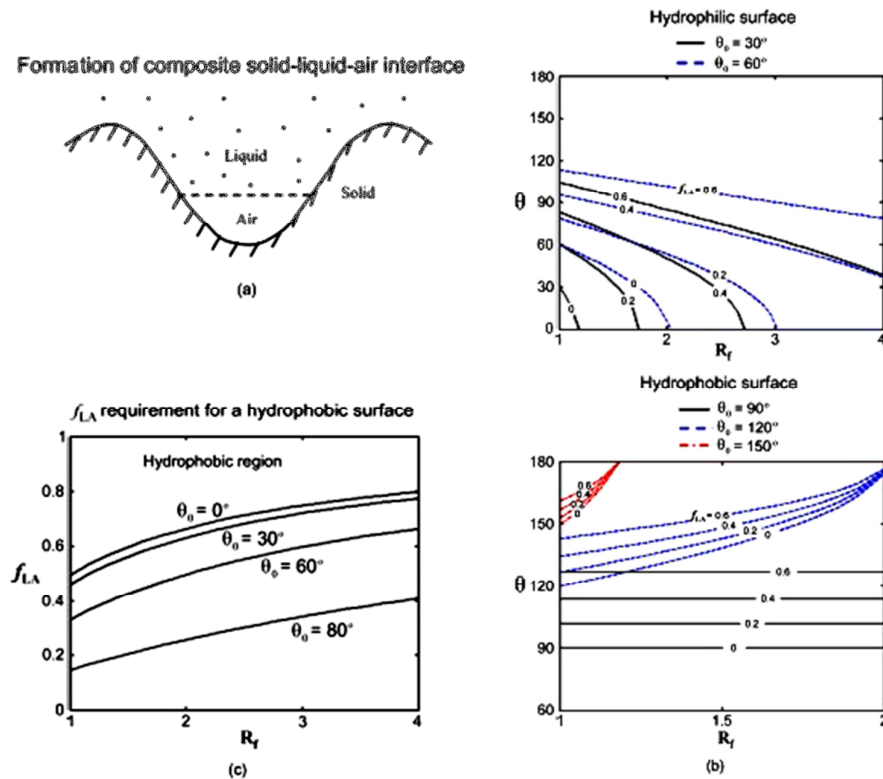 Formation of composite solid-liquid-air interface
Liquid
Solid
Air
(a)
Hydrophilic surface
θ₀ = 30°
θ₀ = 60°
180
150
120
90
60
30
0
θ
fLA = 0.6
0.6
0.4
0.2
0.4
0
0.2
0
1 2 3 4
Rf
fLA requirement for a hydrophobic surface
1
0.8
0.6
0.4
0.2
0
fLA
Hydrophobic region
θ₀ = 0°
θ₀ = 30°
θ₀ = 60°
θ₀ = 80°
1 2 3 4
Rf
(c)
Hydrophobic surface
θ₀ = 90°
θ₀ = 120°
θ₀ = 150°
180
150
120
90
60
θ
0.6
0.4
0.2
0
fLA = 0.6
0.4
0.2
0
0.6
0.4
0.2
0
1 1.5 2
Rf
(b)